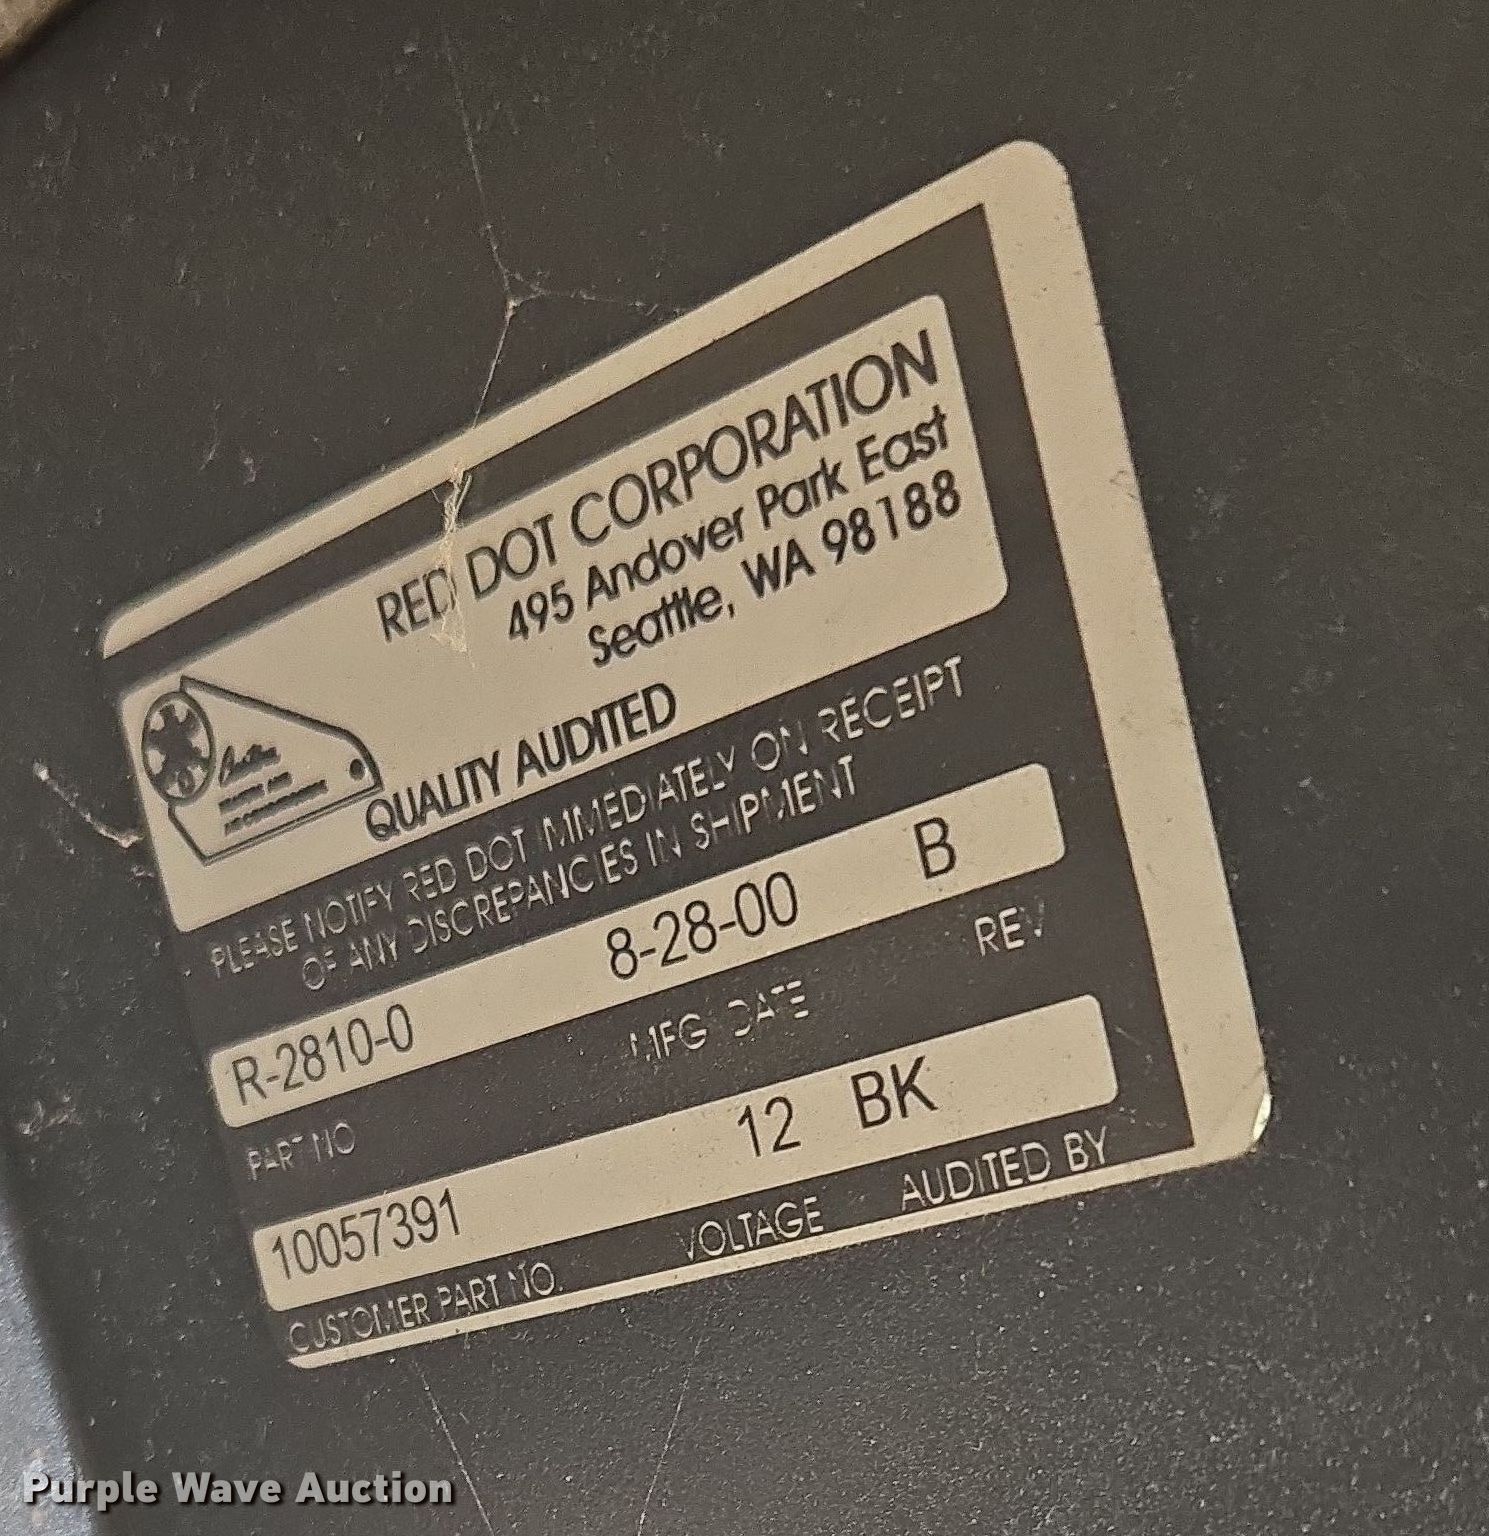 RED DOT CORPORATION
495 Andover Park East
Seattle, WA 98188
QUALITY AUDITED
PLEASE NOTIFY RED DOT IMMEDIATELY ON RECEIPT
OF ANY DISCREPANCIES IN SHIPMENT
R-2810-0 8-28-00 B
PART NO MFG DATE REV
10057391 12 BK
CUSTOMER PART NO. VOLTAGE AUDITED BY
Purple Wave Auction